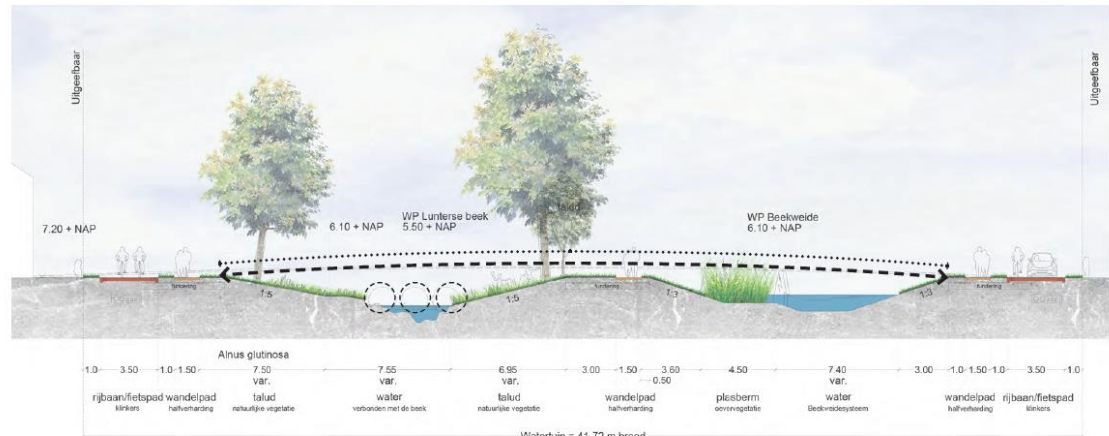 Uitgeefbaar
Uitgeefbaar
talud
WP Lunterse beek
5.50 + NAP
6.10 + NAP
WP Beekweide
6.10 + NAP
7.20 + NAP
fundering
1:5
1:5
fundering
1:3
1:3
fundering
Alnus glutinosa
1.0 3.50 1.0 1.50 7.50 7.55 6.95 3.00 1.50 3.60 4.50 7.40 3.00 1.0 1.50 3.50 1.0
0.50
var. var. var. var.
rijbaan/fietspad wandelpad talud water talud wandelpad plasberm water wandelpad rijbaan/fietspad
klinkers halfverharding natuurlijke vegetatie verbonden met de beek natuurlijke vegetatie halfverharding oevervegetatie Beekweidesysteem halfverharding klinkers
Watertuin = 41.72 m breed